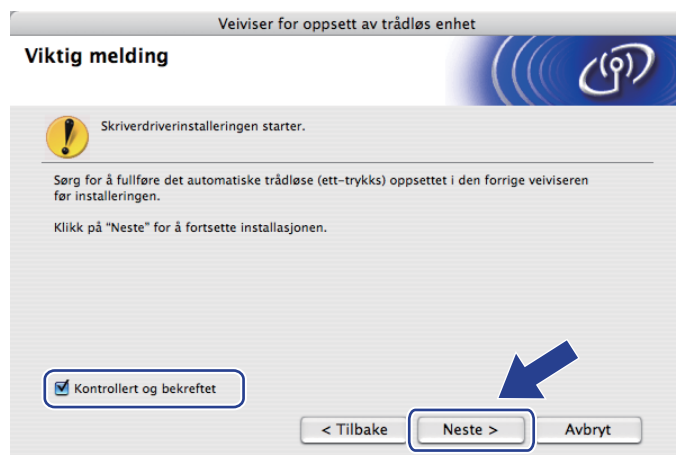 Veiviser for oppsett av trådløs enhet
Viktig melding
Skriverdriverinstalleringen starter.
Sørg for å fullføre det automatiske trådløse (ett-trykks) oppsettet i den forrige veiviseren
før installeringen.
Klikk på "Neste" for å fortsette installasjonen.
Kontrollert og bekreftet
< Tilbake
Neste >
Avbryt